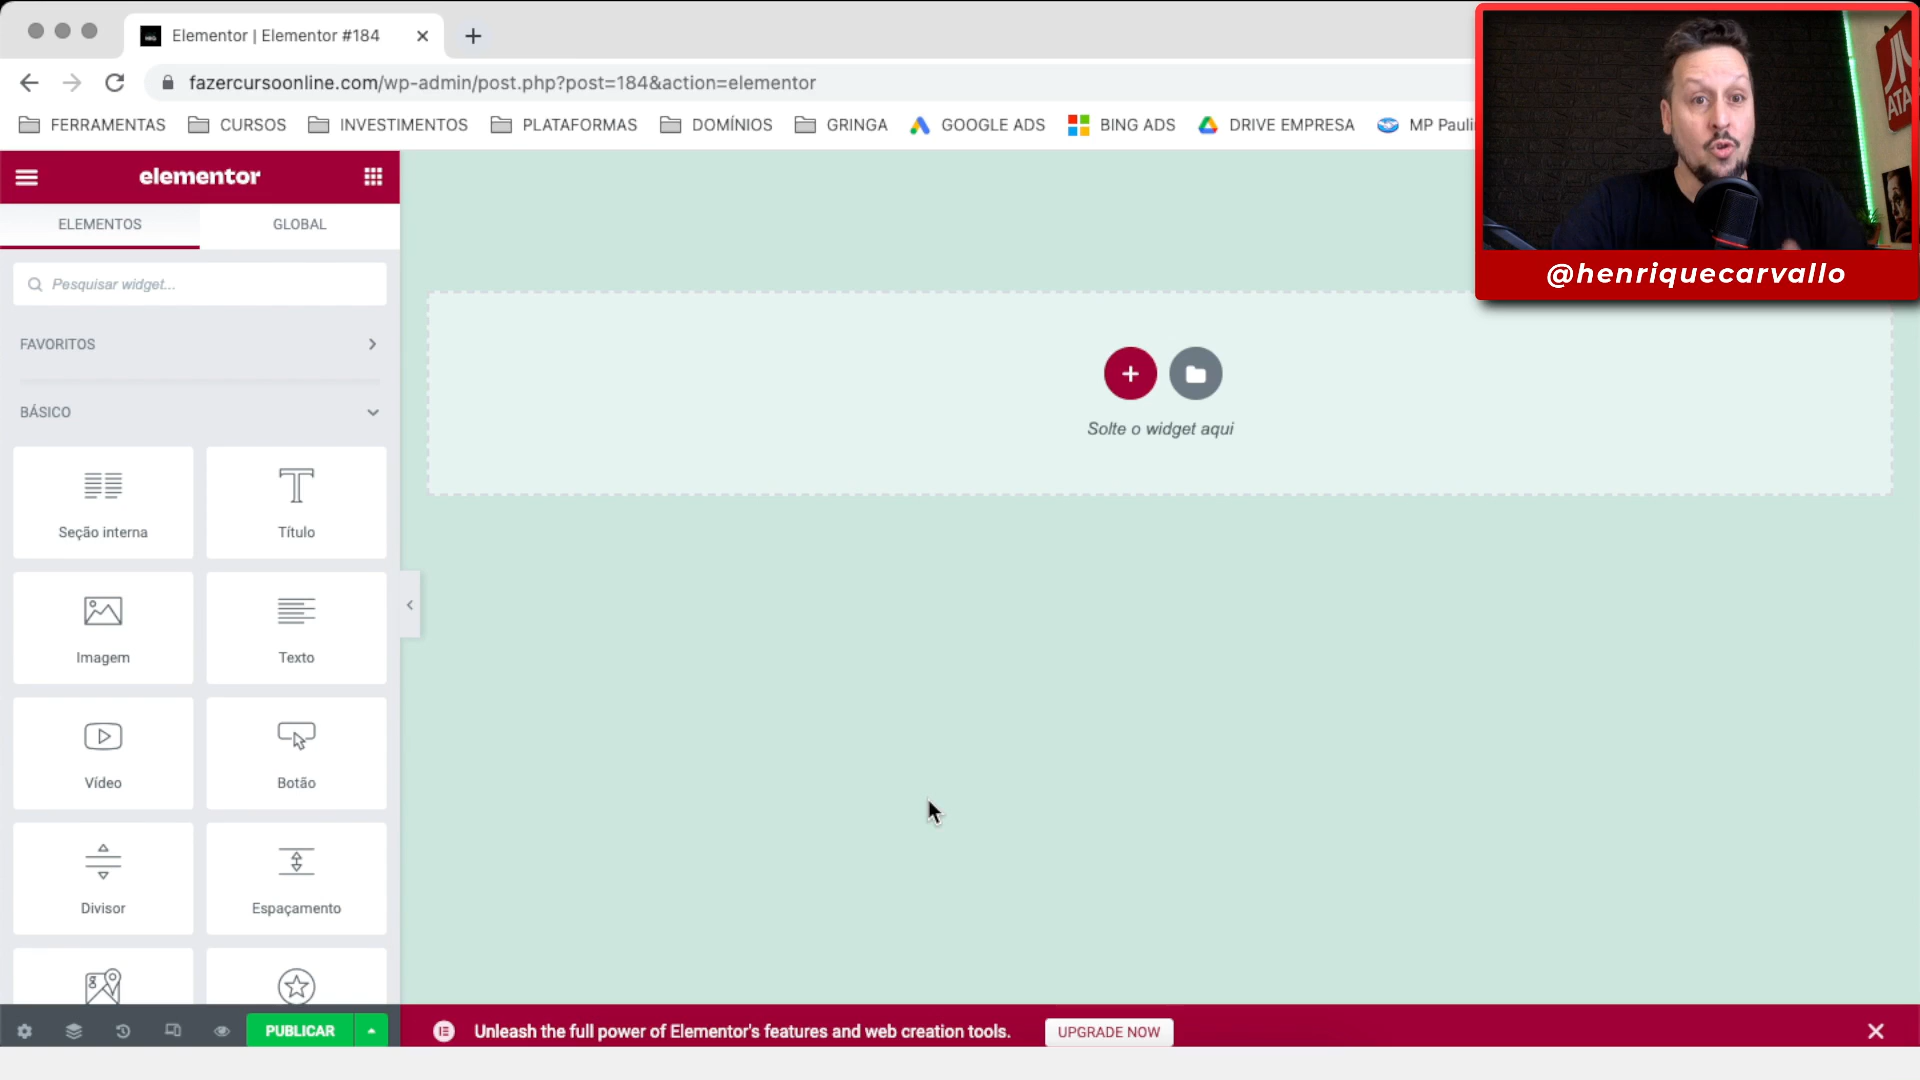 Elementor | Elementor #184
fazercursoonline.com/wp-admin/post.php?post=184&action=elementor
FERRAMENTAS CURSOS INVESTIMENTOS PLATAFORMAS DOMÍNIOS GRINGA GOOGLE ADS BING ADS DRIVE EMPRESA MP
@henriquecarvallo
elementor
ELEMENTOS GLOBAL
Pesquisar widget...
FAVORITOS
BÁSICO
Seção interna Título
Imagem Texto
Vídeo Botão
Divisor Espaçamento
Solte o widget aqui
PUBLICAR
Unleash the full power of Elementor's features and web creation tools. UPGRADE NOW